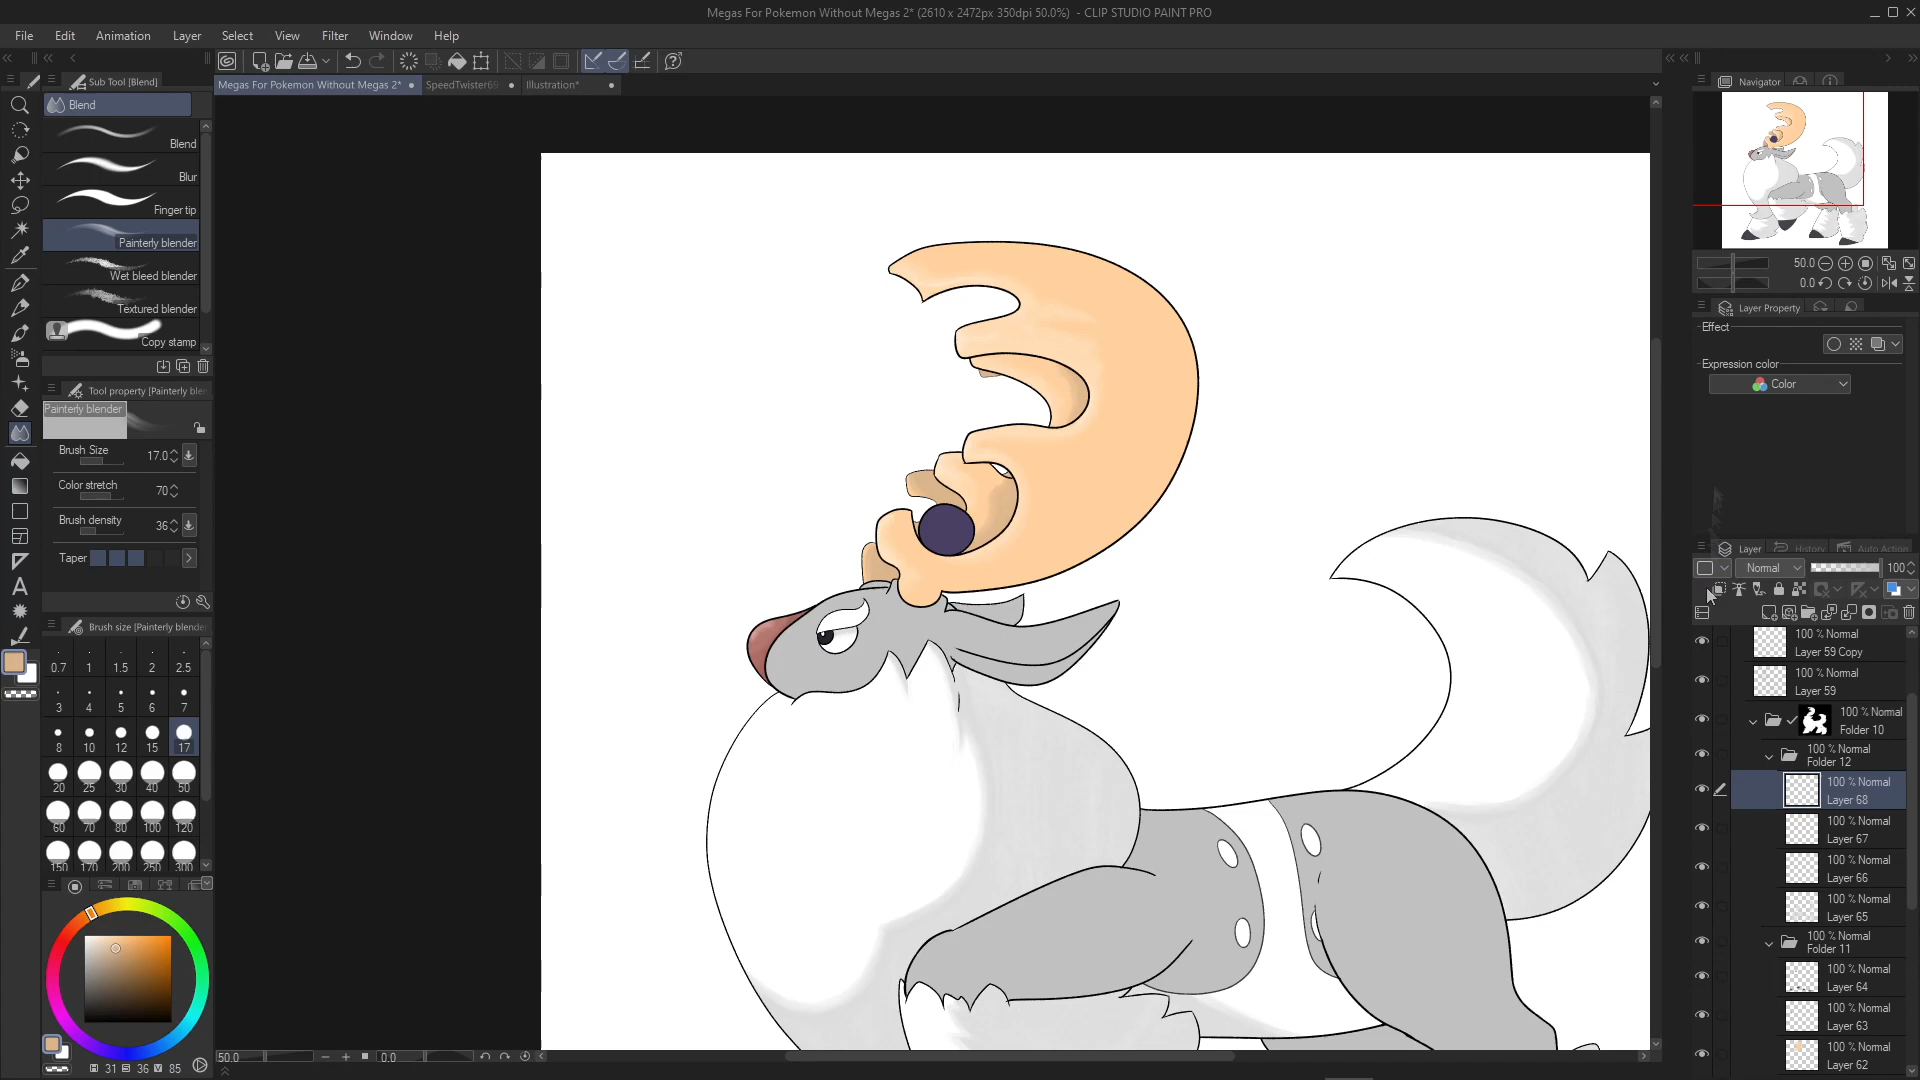 Megas For Pokemon Without Megas 2* (2610 x 2472px 350dpi 50.0%)  - CLIP STUDIO PAINT PRO
File Edit Animation Layer Select View Filter Window Help
Sub Tool [Blend]
Megas For Pokemon Without Megas 2*
Illustration*
Navigator
Blend
Blend
Blur
Finger tip
Painterly blender
Wet bleed blender
Textured blender
Copy stamp
50.0
0.0
Layer Property
Effect
Expression color
Color
Tool property [Painterly blen
Painterly blender
Brush Size 17.0
Color stretch 70
Brush density 36
Taper
Layer History Auto Action
Normal 100
Brush size [Painterly blende
0.7 1 1.5 2 2.5
3 4 5 6 7
8 10 12 15 17
20 25 30 40 50
60 70 80 100 120
150 170 200 250 300
100 % Normal
Layer 59 Copy
100 % Normal
Layer 59
100 % Normal
Folder 10
100 % Normal
Folder 12
100 % Normal
Layer 68
100 % Normal
Layer 67
100 % Normal
Layer 66
100 % Normal
Layer 65
100 % Normal
Folder 11
100 % Normal
Layer 64
100 % Normal
Layer 63
100 % Normal
Layer 62
50.0 0.0
H 31 S 36 V 85